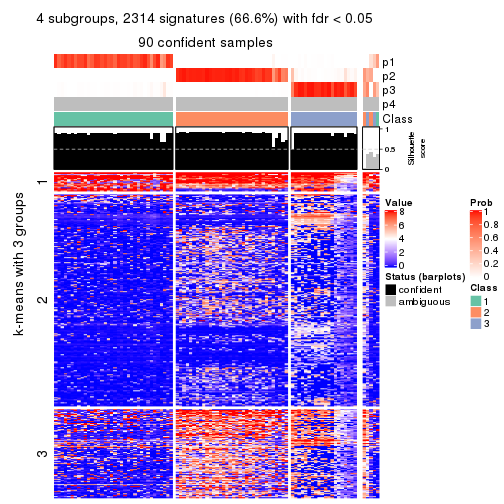 4 subgroups, 2314 signatures (66.6%) with fdr < 0.05
90 confident samples
p1
p2
p3
p4
Class
1
0.5
0
Silhouette
score
k-means with 3 groups
1
2
3
Value
8
6
4
2
0
Status (barplots)
confident
ambiguous
Prob
1
0.8
0.6
0.4
0.2
0
Class
1
2
3